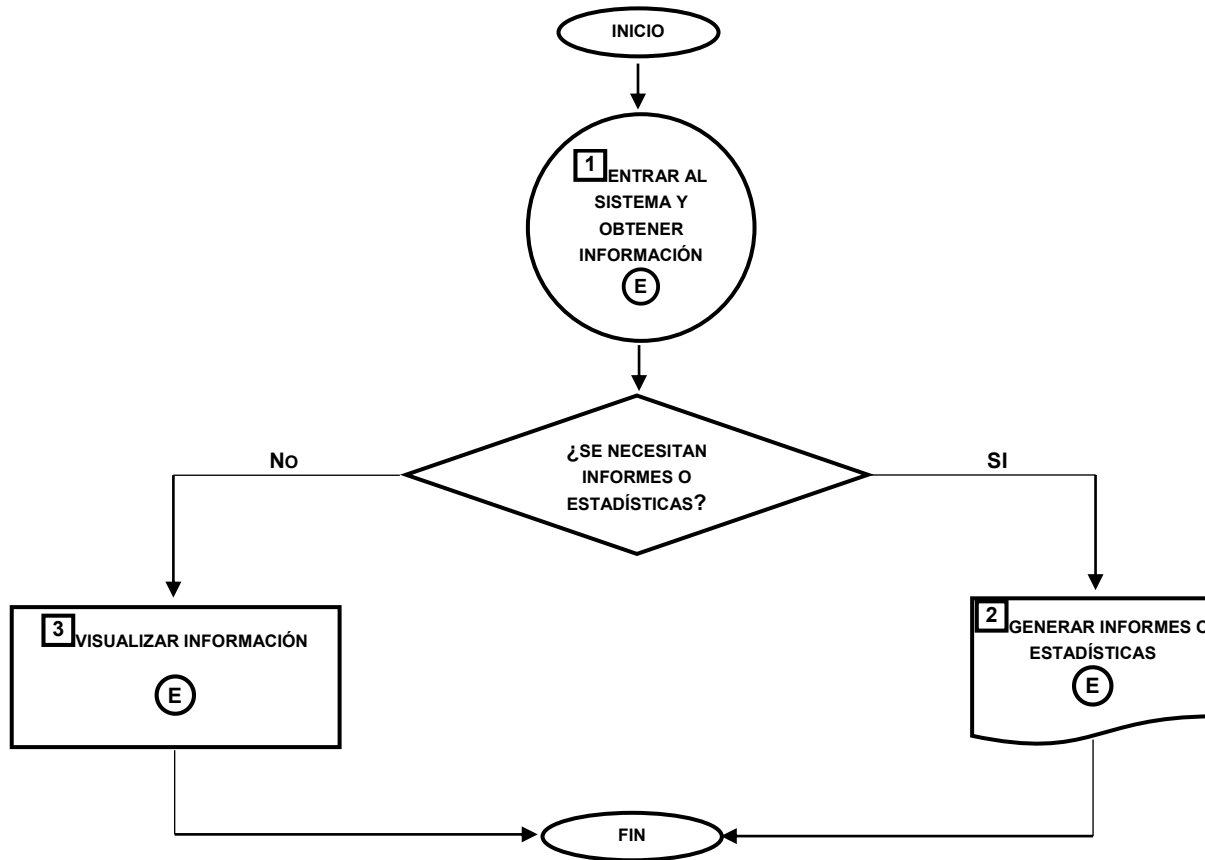 INICIO
1
ENTRAR AL
SISTEMA Y
OBTENER
INFORMACIÓN
E
¿SE NECESITAN
INFORMES O
ESTADÍSTICAS?
NO
SI
3
VISUALIZAR INFORMACIÓN
E
2
GENERAR INFORMES O
ESTADÍSTICAS
E
FIN